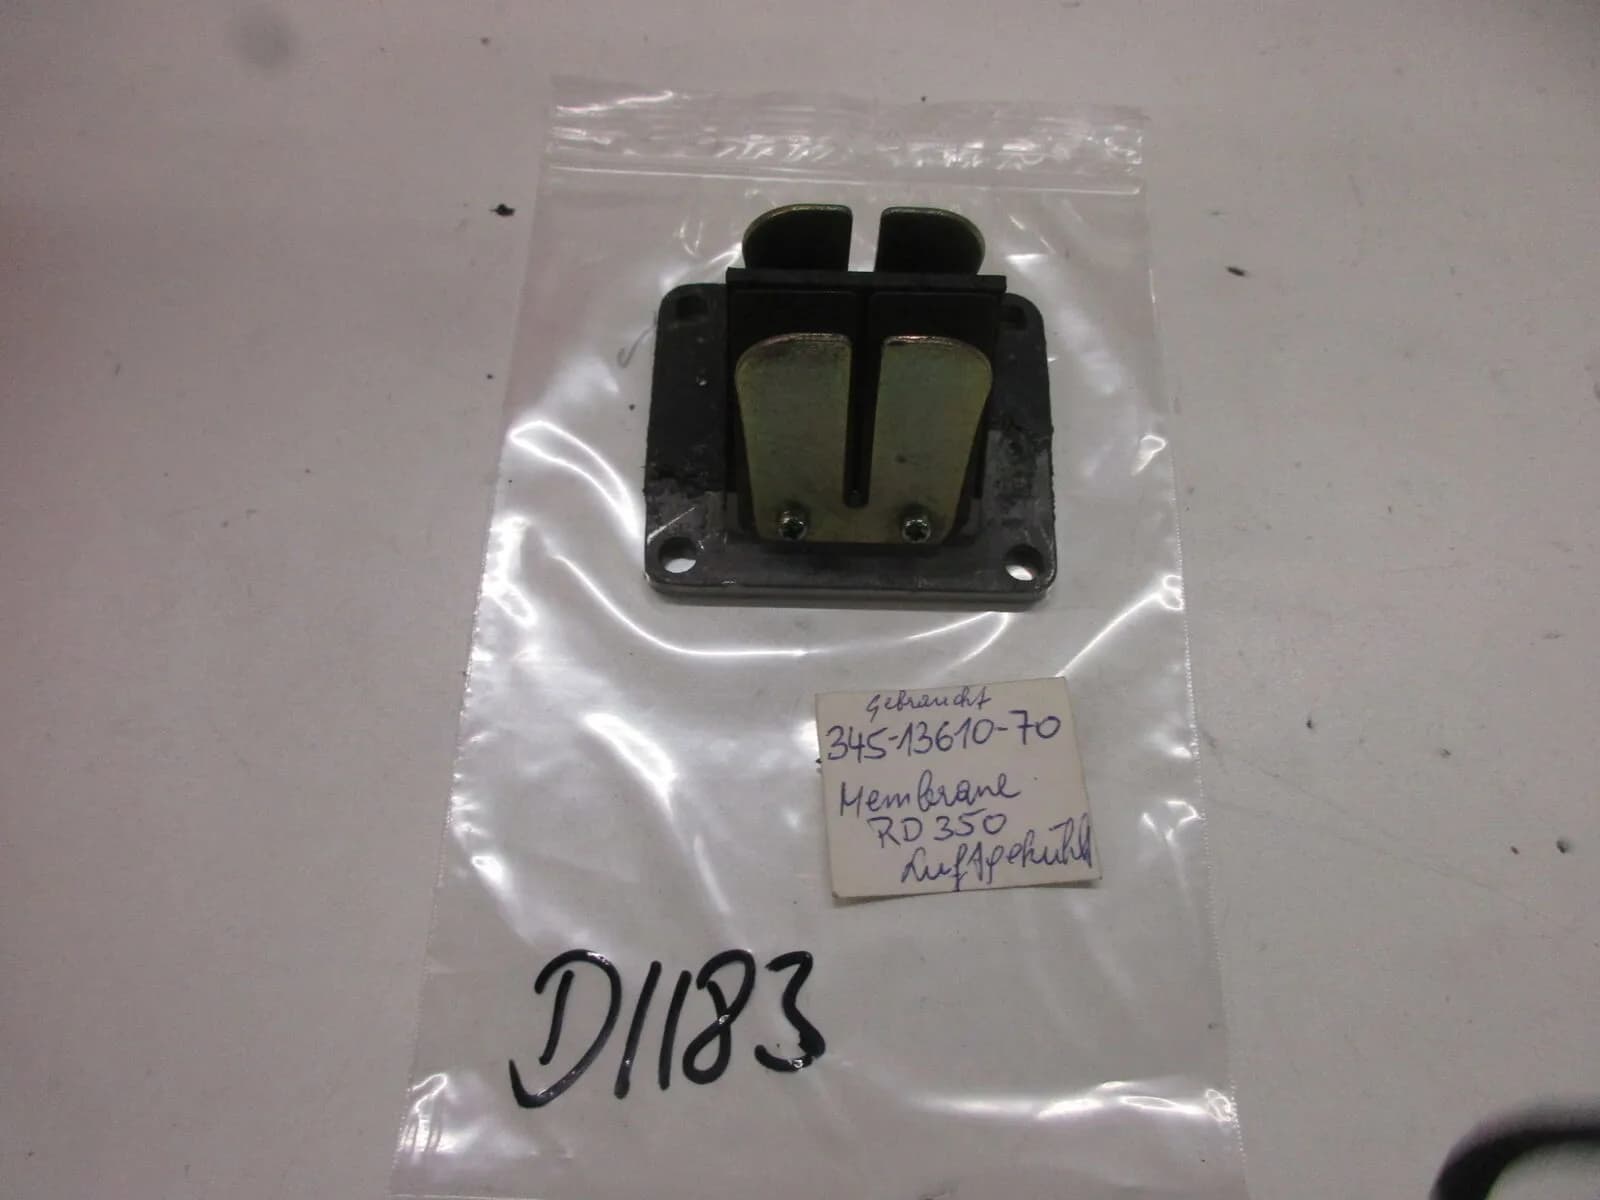 Gebraucht
345-13610-70
Membrane
RD 350
Luftgekühlt
D1183